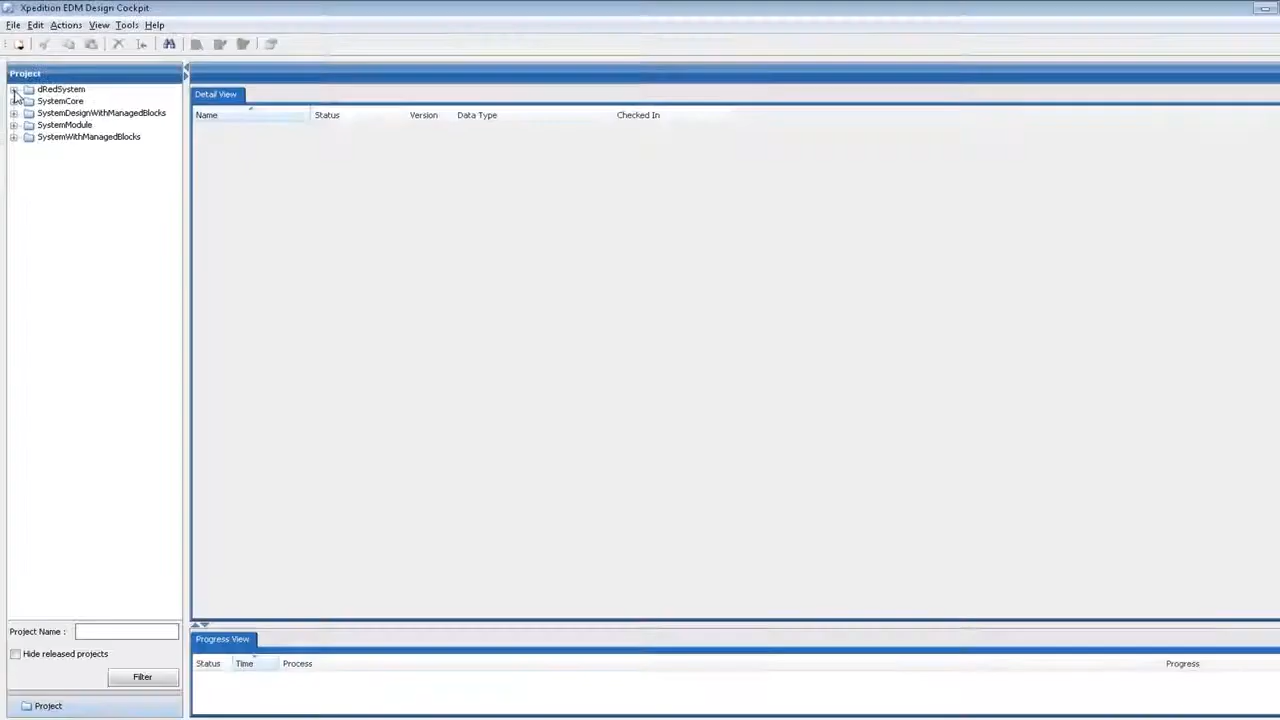 Xpedition EDM Design Cockpit
File Edit Actions View Tools Help
Project
dRedSystem
SystemCore
SystemDesignWithManagedBlocks
SystemModule
SystemWithManagedBlocks
Detail View
Name Status Version Data Type Checked In
Project Name :
Hide released projects
Filter
Project
Progress View
Status Time Process Progress